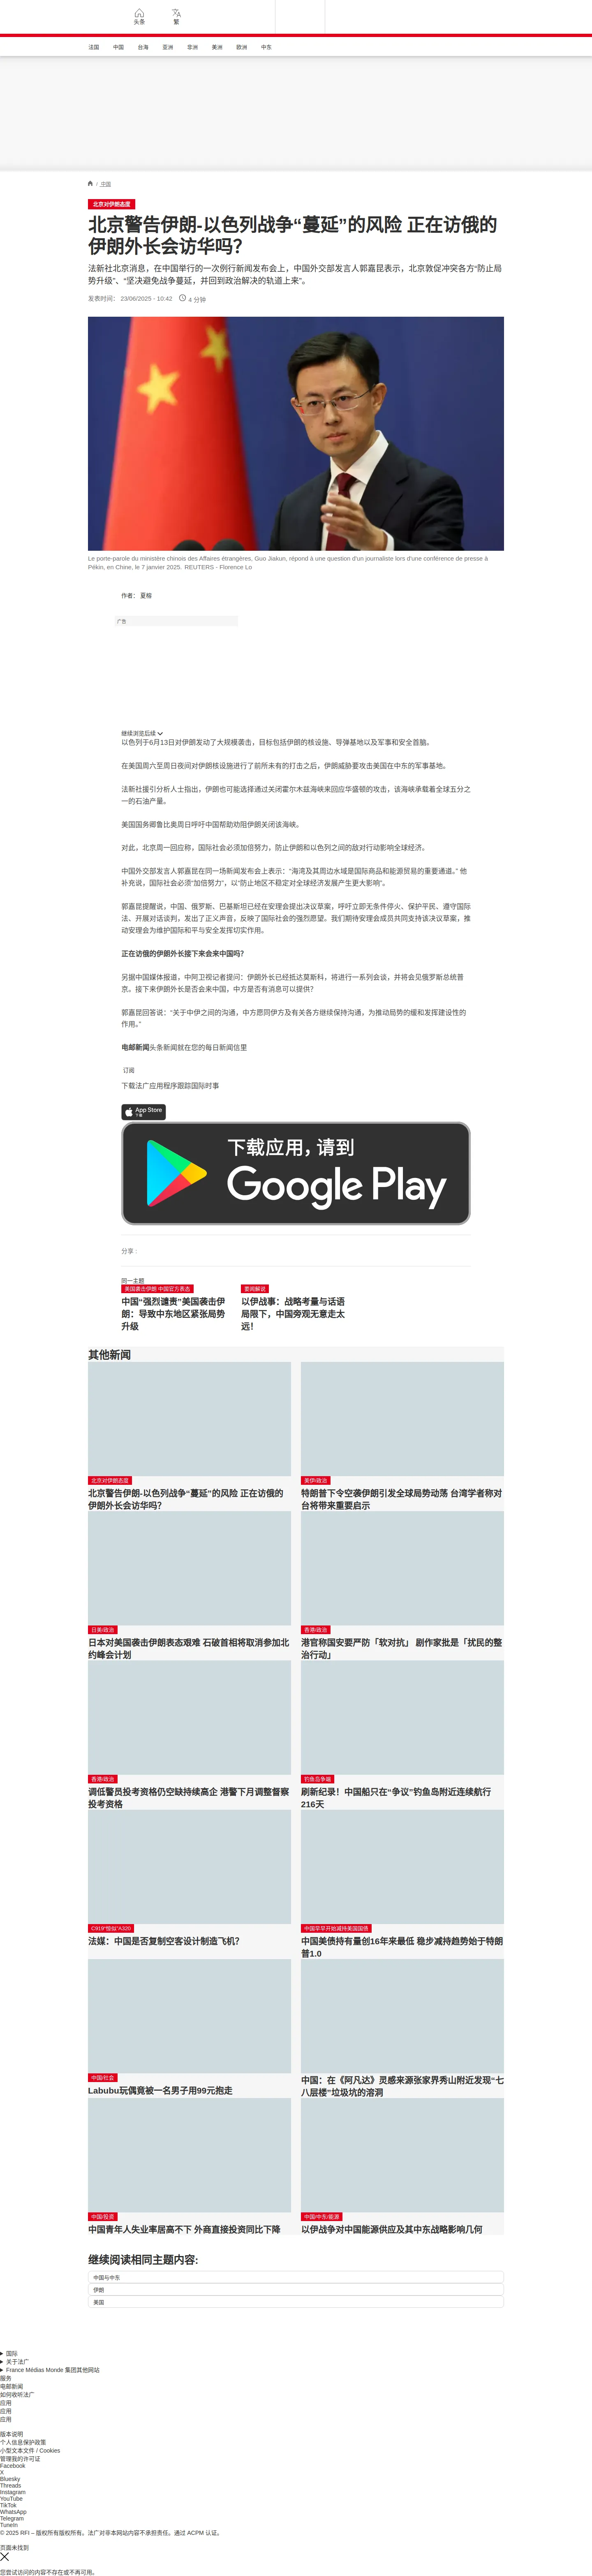 头条
繁
法国
中国
台海
亚洲
非洲
美洲
欧洲
中东
/ 中国
北京对伊朗态度
北京警告伊朗-以色列战争“蔓延”的风险 正在访俄的
伊朗外长会访华吗？
法新社北京消息，在中国举行的一次例行新闻发布会上，中国外交部发言人郭嘉昆表示，北京敦促冲突各方“防止局
势升级”、“坚决避免战争蔓延，并回到政治解决的轨道上来”。
发表时间： 23/06/2025 - 10:42
4 分钟
Le porte-parole du ministère chinois des Affaires étrangères, Guo Jiakun, répond à une question d'un journaliste lors d'une conférence de presse à
Pékin, en Chine, le 7 janvier 2025. REUTERS - Florence Lo
作者： 夏榕
广告
继续浏览后续
以色列于6月13日对伊朗发动了大规模袭击，目标包括伊朗的核设施、导弹基地以及军事和安全首脑。
在美国周六至周日夜间对伊朗核设施进行了前所未有的打击之后，伊朗威胁要攻击美国在中东的军事基地。
法新社援引分析人士指出，伊朗也可能选择通过关闭霍尔木兹海峡来回应华盛顿的攻击，该海峡承载着全球五分之
一的石油产量。
美国国务卿鲁比奥周日呼吁中国帮助劝阻伊朗关闭该海峡。
对此，北京周一回应称，国际社会必须加倍努力，防止伊朗和以色列之间的敌对行动影响全球经济。
中国外交部发言人郭嘉昆在同一场新闻发布会上表示：“海湾及其周边水域是国际商品和能源贸易的重要通道。” 他
补充说，国际社会必须“加倍努力”，以“防止地区不稳定对全球经济发展产生更大影响”。
郭嘉昆提醒说，中国、俄罗斯、巴基斯坦已经在安理会提出决议草案，呼吁立即无条件停火、保护平民、遵守国际
法、开展对话谈判，发出了正义声音，反映了国际社会的强烈愿望。我们期待安理会成员共同支持该决议草案，推
动安理会为维护国际和平与安全发挥切实作用。
正在访俄的伊朗外长接下来会来中国吗？
另据中国媒体报道，中阿卫视记者提问：伊朗外长已经抵达莫斯科，将进行一系列会谈，并将会见俄罗斯总统普
京。接下来伊朗外长是否会来中国，中方是否有消息可以提供？
郭嘉昆回答说：“关于中伊之间的沟通，中方愿同伊方及有关各方继续保持沟通，为推动局势的缓和发挥建设性的
作用。”
电邮新闻头条新闻就在您的每日新闻信里
订阅
下载法广应用程序跟踪国际时事
App Store
下载
下载应用，请到
Google Play
分享 :
同一主题
美国袭击伊朗 中国官方表态
中国"强烈谴责"美国袭击伊
朗：导致中东地区紧张局势
升级
要闻解说
以伊战事：战略考量与话语
局限下，中国旁观无意走太
远！
其他新闻
北京对伊朗态度
北京警告伊朗-以色列战争“蔓延”的风险 正在访俄的
伊朗外长会访华吗？
美伊/政治
特朗普下令空袭伊朗引发全球局势动荡 台湾学者称对
台将带来重要启示
日美/政治
日本对美国袭击伊朗表态艰难 石破首相将取消参加北
约峰会计划
香港/政治
港官称国安要严防「软对抗」 剧作家批是「扰民的整
治行动」
香港/政治
调低警员投考资格仍空缺持续高企 港警下月调整督察
投考资格
钓鱼岛争端
刷新纪录！中国船只在“争议”钓鱼岛附近连续航行
216天
C919“惊似”A320
法媒：中国是否复制空客设计制造飞机？
中国早早开始减持美国国债
中国美债持有量创16年来最低 稳步减持趋势始于特朗
普1.0
中国/社会
Labubu玩偶竟被一名男子用99元抱走
中国：在《阿凡达》灵感来源张家界秀山附近发现“七
八层楼”垃圾坑的溶洞
中国/投资
中国青年人失业率居高不下 外商直接投资同比下降
中国/中东/能源
以伊战争对中国能源供应及其中东战略影响几何
继续阅读相同主题内容:
中国与中东
伊朗
美国
国际
关于法广
France Médias Monde 集团其他网站
服务
电邮新闻
如何收听法广
应用
应用
应用
版本说明
个人信息保护政策
小型文本文件 / Cookies
管理我的许可证
Facebook
X
Bluesky
Threads
Instagram
YouTube
TikTok
WhatsApp
Telegram
TuneIn
© 2025 RFI – 版权所有版权所有。法广对非本网站内容不承担责任。通过 ACPM 认证。
页面未找到
您尝试访问的内容不存在或不再可用。